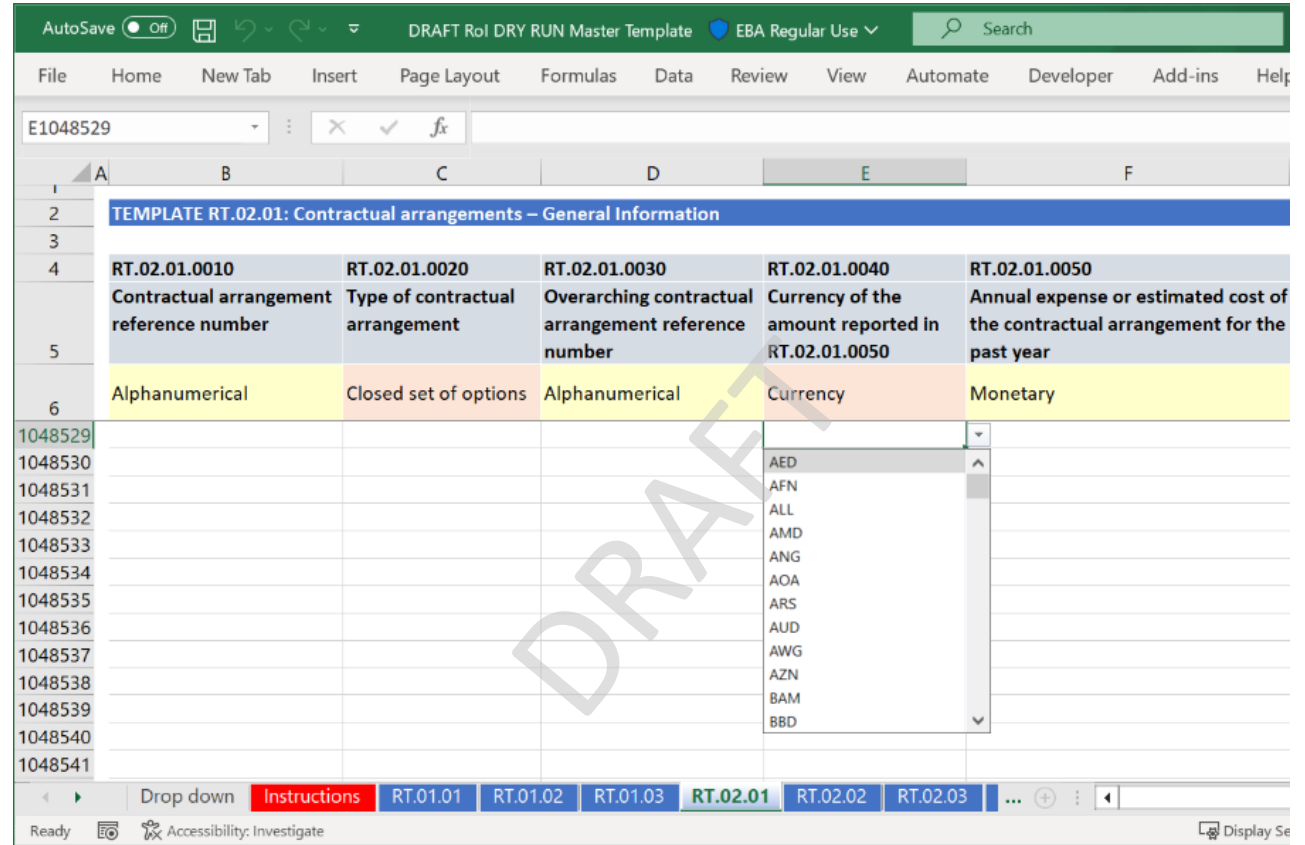 AutoSave Off DRAFT RoI DRY RUN Master Template EBA Regular Use Search
File Home New Tab Insert Page Layout Formulas Data Review View Automate Developer Add-ins Help
E1048529 fx
A B C D E F
1
2 TEMPLATE RT.02.01: Contractual arrangements – General Information
3
4 RT.02.01.0010 RT.02.01.0020 RT.02.01.0030 RT.02.01.0040 RT.02.01.0050
Contractual arrangement Type of contractual Overarching contractual Currency of the Annual expense or estimated cost of
reference number arrangement arrangement reference amount reported in the contractual arrangement for the
5 number RT.02.01.0050 past year
6 Alphanumerical Closed set of options Alphanumerical Currency Monetary
1048529
1048530 AED
1048531 AFN
1048532 ALL
AMD
1048533 ANG
1048534 AOA
1048535 ARS
1048536 AUD
1048537 AWG
1048538 AZN
1048539 BAM
1048540 BBD
1048541
DRAFT
Drop down Instructions RT.01.01 RT.01.02 RT.01.03 RT.02.01 RT.02.02 RT.02.03 ...
Ready Accessibility: Investigate Display Se